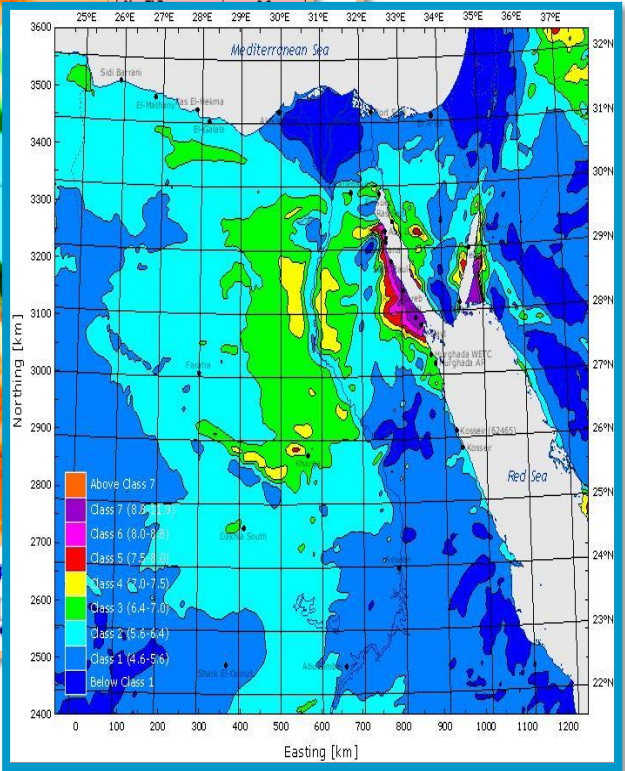 25°E 26°E 27°E 28°E 29°E 30°E 31°E 32°E 33°E 34°E 35°E 36°E 37°E
3600
3500
3400
3300
3200
3100
3000
2900
2800
2700
2600
2500
2400
Northing [km]
Mediterranean Sea
Sidi Barrani
El-Mathany
Ras El-Hekma
El-Galala
Farafra
Hurghada WETC
Hurghada AP
Kosseir (62465)
Kosseir
Red Sea
Dakhla South
Shark El-Ouinat
Above Class 7
Class 7 (8.8-11.9)
Class 6 (8.0-8.8)
Class 5 (7.5-8.0)
Class 4 (7.0-7.5)
Class 3 (6.4-7.0)
Class 2 (5.6-6.4)
Class 1 (4.6-5.6)
Below Class 1
32°N
31°N
30°N
29°N
28°N
27°N
26°N
25°N
24°N
23°N
22°N
0 100 200 300 400 500 600 700 800 900 1000 1100 1200
Easting [km]